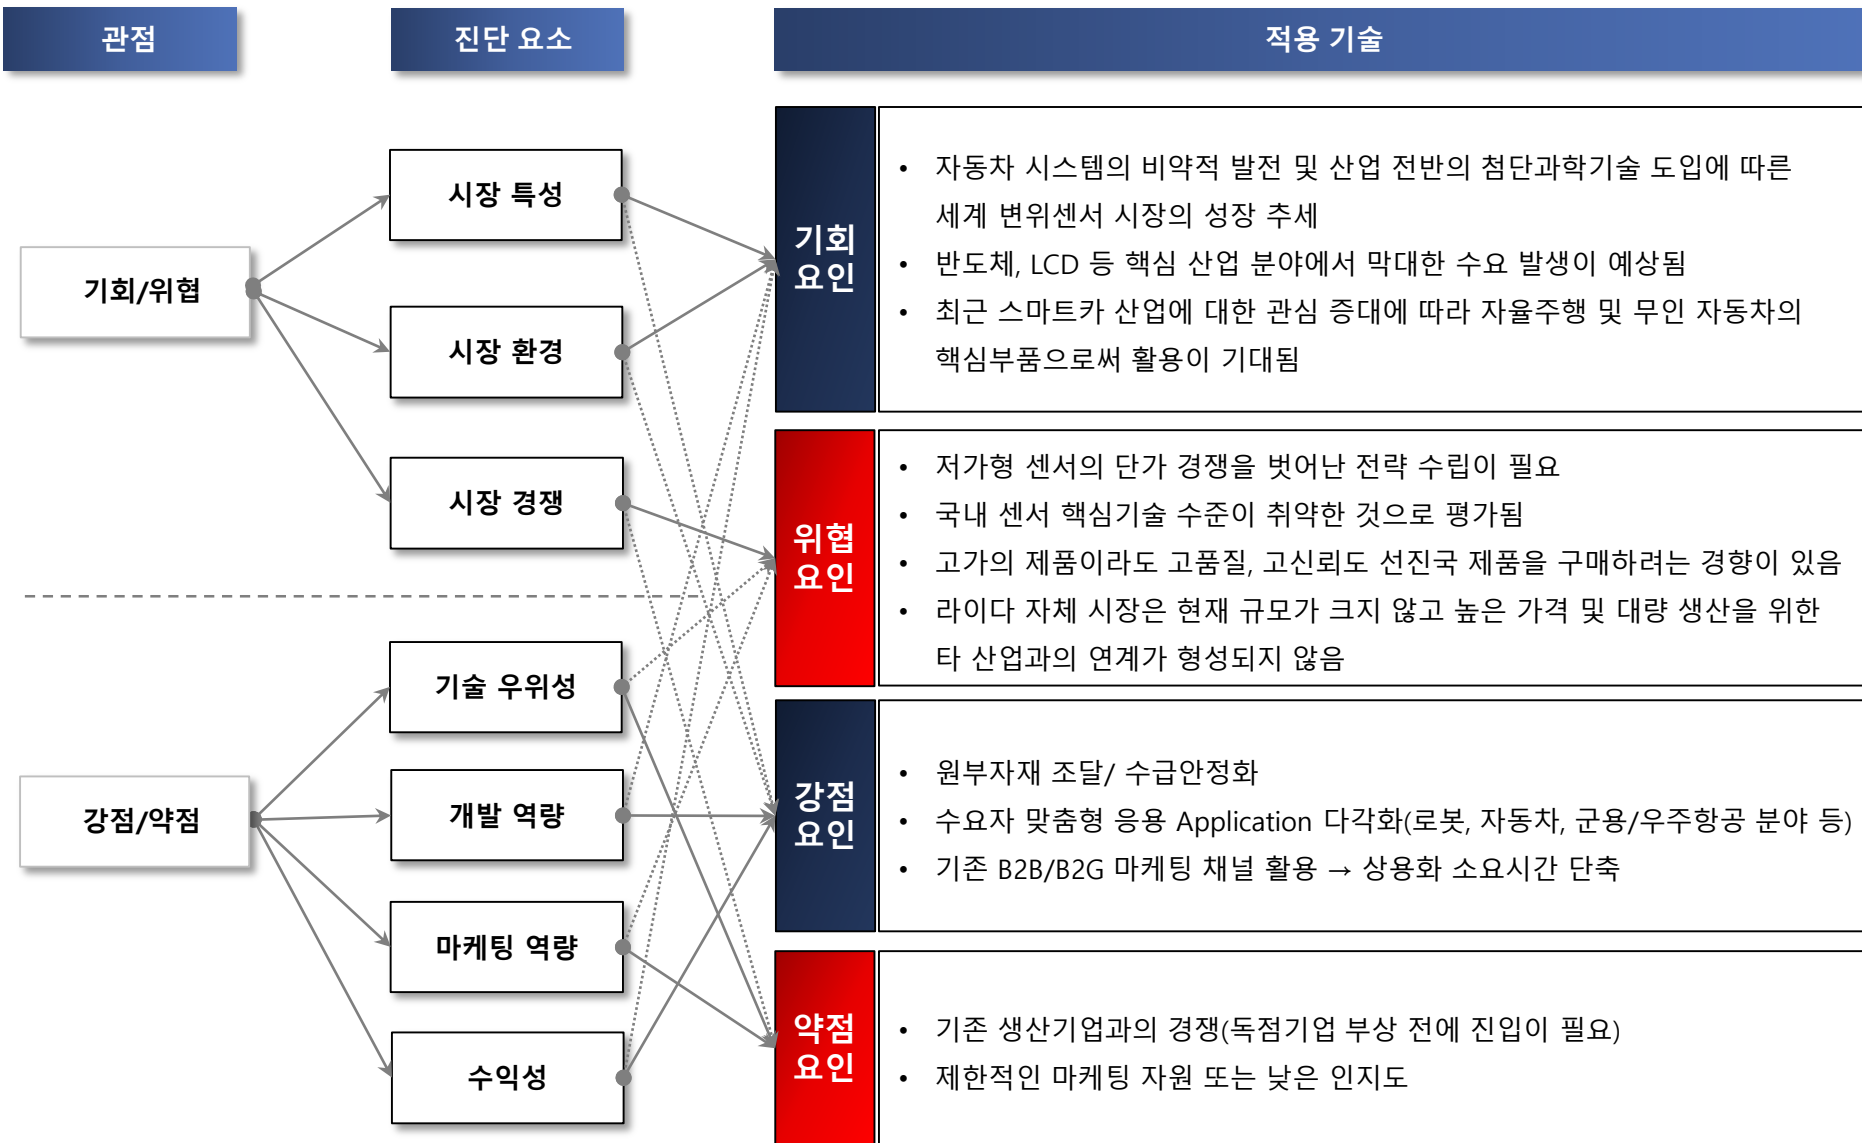 관점
진단 요소
적용 기술
기회/위협
시장 특성
시장 환경
시장 경쟁
강점/약점
기술 우위성
개발 역량
마케팅 역량
수익성
기회
요인
• 자동차 시스템의 비약적 발전 및 산업 전반의 첨단과학기술 도입에 따른
세계 변위센서 시장의 성장 추세
• 반도체, LCD 등 핵심 산업 분야에서 막대한 수요 발생이 예상됨
• 최근 스마트카 산업에 대한 관심 증대에 따라 자율주행 및 무인 자동차의
핵심부품으로써 활용이 기대됨
위협
요인
• 저가형 센서의 단가 경쟁을 벗어난 전략 수립이 필요
• 국내 센서 핵심기술 수준이 취약한 것으로 평가됨
• 고가의 제품이라도 고품질, 고신뢰도 선진국 제품을 구매하려는 경향이 있음
• 라이다 자체 시장은 현재 규모가 크지 않고 높은 가격 및 대량 생산을 위한
타 산업과의 연계가 형성되지 않음
강점
요인
• 원부자재 조달/ 수급안정화
• 수요자 맞춤형 응용 Application 다각화(로봇, 자동차, 군용/우주항공 분야 등)
• 기존 B2B/B2G 마케팅 채널 활용 → 상용화 소요시간 단축
약점
요인
• 기존 생산기업과의 경쟁(독점기업 부상 전에 진입이 필요)
• 제한적인 마케팅 자원 또는 낮은 인지도